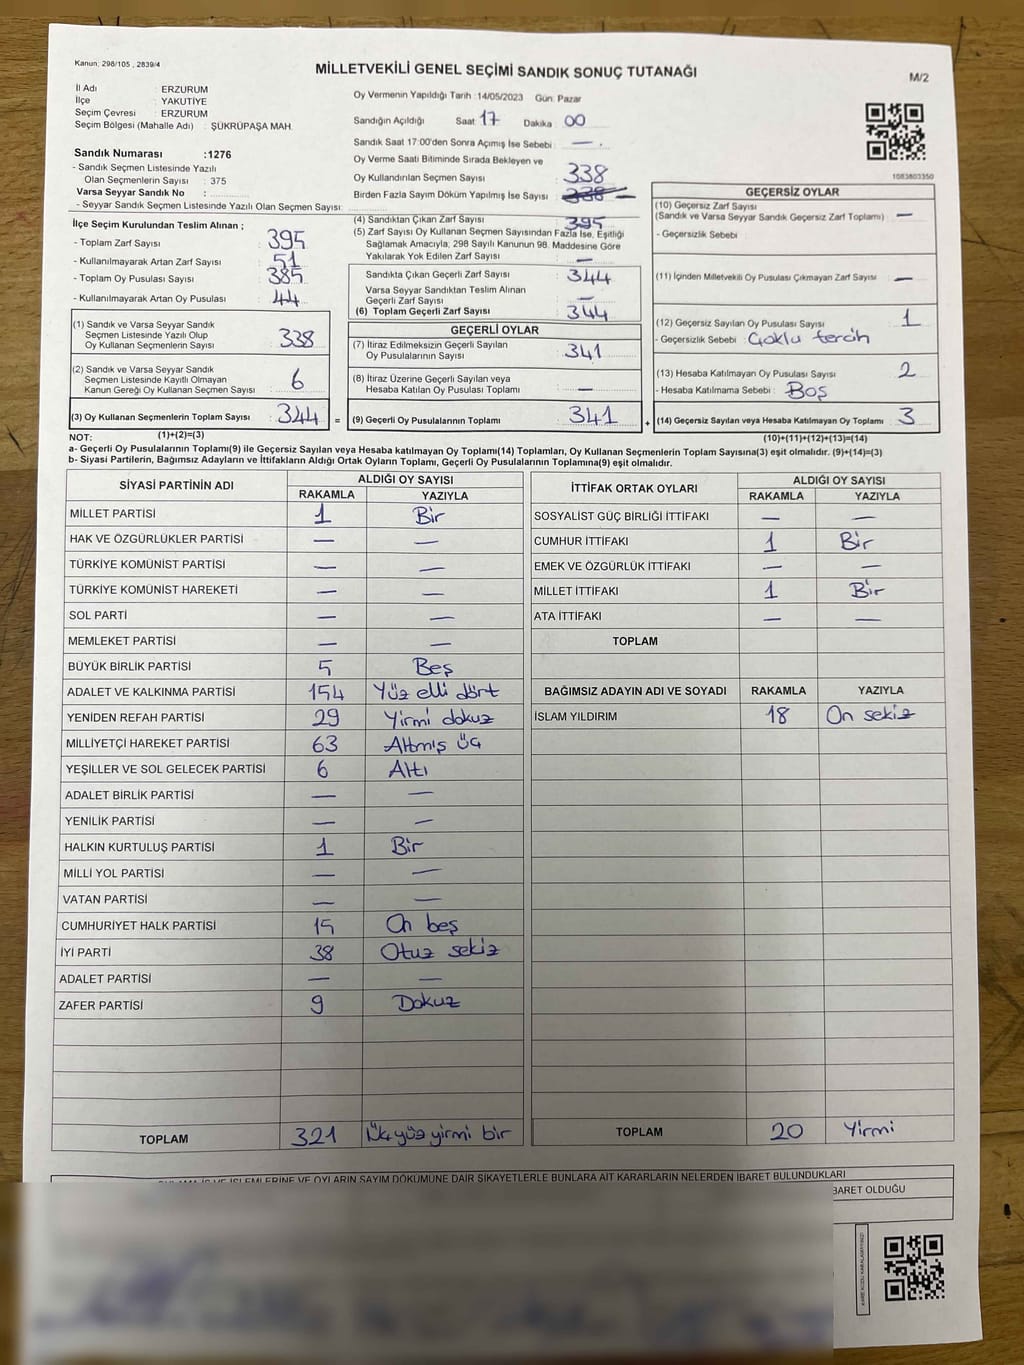 Kanun; 298/105 , 2839/4
MİLLETVEKİLİ GENEL SEÇİMİ SANDIK SONUÇ TUTANAĞI
M/2
İl Adı : ERZURUM
İlçe : YAKUTİYE
Seçim Çevresi : ERZURUM
Seçim Bölgesi (Mahalle Adı) : ŞÜKRÜPAŞA MAH.
Sandık Numarası :1276
- Sandık Seçmen Listesinde Yazılı
Olan Seçmenlerin Sayısı : 375
Varsa Seyyar Sandık No :
- Seyyar Sandık Seçmen Listesinde Yazılı Olan Seçmen Sayısı:
Oy Vermenin Yapıldığı Tarih :14/05/2023 Gün: Pazar
Sandığın Açıldığı Saat 17 Dakika 00
Sandık Saat 17:00'den Sonra Açımış İse Sebebi : —
Oy Verme Saati Bitiminde Sırada Bekleyen ve
Oy Kullandırılan Seçmen Sayısı : 338
Birden Fazla Sayım Döküm Yapılmış İse Sayısı : 338
1083803350
İlçe Seçim Kurulundan Teslim Alınan ;
- Toplam Zarf Sayısı : 395
- Kullanılmayarak Artan Zarf Sayısı : 51
- Toplam Oy Pusulası Sayısı : 385
- Kullanılmayarak Artan Oy Pusulası : 44
(1) Sandık ve Varsa Seyyar Sandık
Seçmen Listesinde Yazılı Olup
Oy Kullanan Seçmenlerin Sayısı : 338
(2) Sandık ve Varsa Seyyar Sandık
Seçmen Listesinde Kayıtlı Olmayan
Kanun Gereği Oy Kullanan Seçmen Sayısı : 6
(3) Oy Kullanan Seçmenlerin Toplam Sayısı : 344 =
(1)+(2)=(3)
(4) Sandıktan Çıkan Zarf Sayısı : 395
(5) Zarf Sayısı Oy Kullanan Seçmen Sayısından Fazla İse, Eşitliği
Sağlamak Amacıyla, 298 Sayılı Kanunun 98. Maddesine Göre
Yakılarak Yok Edilen Zarf Sayısı : —
Sandıkta Çıkan Geçerli Zarf Sayısı : 344
Varsa Seyyar Sandıktan Teslim Alınan
Geçerli Zarf Sayısı : —
(6) Toplam Geçerli Zarf Sayısı : 344
GEÇERLİ OYLAR
(7) İtiraz Edilmeksizin Geçerli Sayılan
Oy Pusulalarının Sayısı : 341
(8) İtiraz Üzerine Geçerli Sayılan veya
Hesaba Katılan Oy Pusulası Toplamı : —
(9) Geçerli Oy Pusulalarının Toplamı : 341 +
GEÇERSİZ OYLAR
(10) Geçersiz Zarf Sayısı
(Sandık ve Varsa Seyyar Sandık Geçersiz Zarf Toplamı) : —
- Geçersizlik Sebebi :
(11) İçinden Milletvekili Oy Pusulası Çıkmayan Zarf Sayısı : —
(12) Geçersiz Sayılan Oy Pusulası Sayısı : 1
- Geçersizlik Sebebi : Çoklu tercih
(13) Hesaba Katılmayan Oy Pusulası Sayısı : 2
- Hesaba Katılmama Sebebi : Boş
(14) Geçersiz Sayılan veya Hesaba Katılmayan Oy Toplamı : 3
(10)+(11)+(12)+(13)=(14)
NOT:
a- Geçerli Oy Pusulalarının Toplamı(9) ile Geçersiz Sayılan veya Hesaba katılmayan Oy Toplamı(14) Toplamları, Oy Kullanan Seçmenlerin Toplam Sayısına(3) eşit olmalıdır. (9)+(14)=(3)
b- Siyasi Partilerin, Bağımsız Adayların ve İttifakların Aldığı Ortak Oyların Toplamı, Geçerli Oy Pusulalarının Toplamına(9) eşit olmalıdır.
SİYASİ PARTİNİN ADI
ALDIĞI OY SAYISI
RAKAMLA YAZIYLA
MİLLET PARTİSİ 1 Bir
HAK VE ÖZGÜRLÜKLER PARTİSİ — —
TÜRKİYE KOMÜNİST PARTİSİ — —
TÜRKİYE KOMÜNİST HAREKETİ — —
SOL PARTİ — —
MEMLEKET PARTİSİ — —
BÜYÜK BİRLİK PARTİSİ 5 Beş
ADALET VE KALKINMA PARTİSİ 154 Yüz elli dört
YENİDEN REFAH PARTİSİ 29 Yirmi dokuz
MİLLİYETÇİ HAREKET PARTİSİ 63 Altmış üç
YEŞİLLER VE SOL GELECEK PARTİSİ 6 Altı
ADALET BİRLİK PARTİSİ — —
YENİLİK PARTİSİ — —
HALKIN KURTULUŞ PARTİSİ 1 Bir
MİLLİ YOL PARTİSİ — —
VATAN PARTİSİ — —
CUMHURİYET HALK PARTİSİ 15 On beş
İYİ PARTİ 38 Otuz sekiz
ADALET PARTİSİ — —
ZAFER PARTİSİ 9 Dokuz
TOPLAM 321 Üç yüz yirmi bir
İTTİFAK ORTAK OYLARI
ALDIĞI OY SAYISI
RAKAMLA YAZIYLA
SOSYALİST GÜÇ BİRLİĞİ İTTİFAKI — —
CUMHUR İTTİFAKI 1 Bir
EMEK VE ÖZGÜRLÜK İTTİFAKI — —
MİLLET İTTİFAKI 1 Bir
ATA İTTİFAKI — —
TOPLAM
BAĞIMSIZ ADAYIN ADI VE SOYADI RAKAMLA YAZIYLA
İSLAM YILDIRIM 18 On sekiz
TOPLAM 20 Yirmi
İŞLEMLERİNE VE OYLARIN SAYIM DÖKÜMÜNE DAİR ŞİKAYETLERLE BUNLARA AİT KARARLARIN NELERDEN İBARET BULUNDUKLARI
BARET OLDUĞU